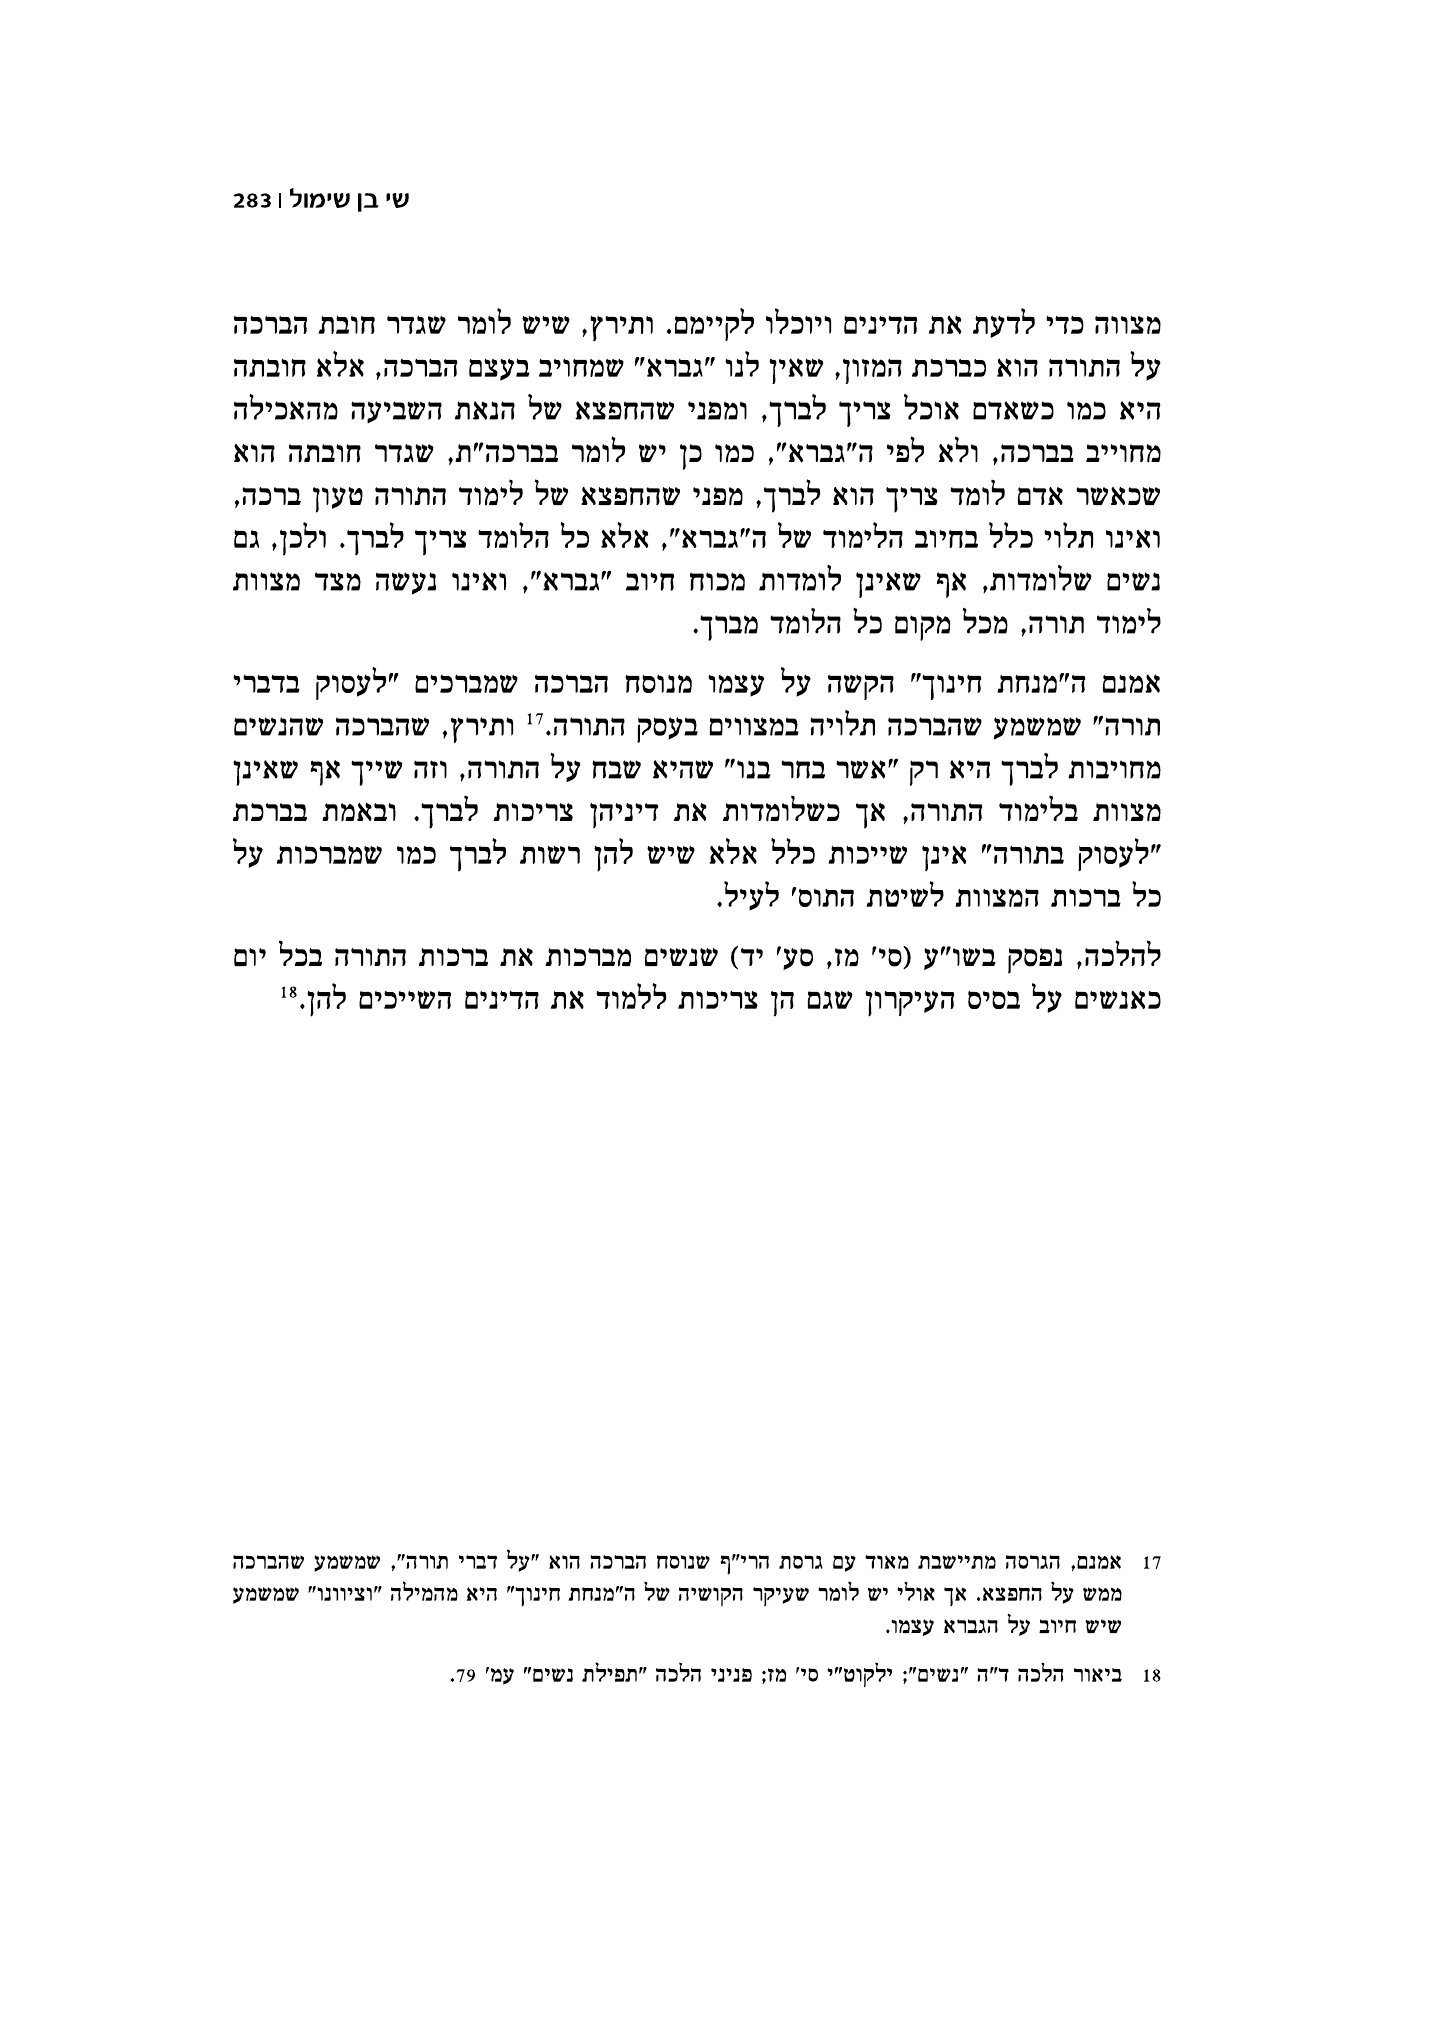 שי בן שימול | 283
מצווה כדי לדעת את הדינים ויוכלו לקיימם. ותירץ, שיש לומר שגדר חובת הברכה
על התורה הוא כברכת המזון, שאין לנו "גברא" שמחויב בעצם הברכה, אלא חובתה
היא כמו כשאדם אוכל צריך לברך, ומפני שהחפצא של הנאת השביעה מהאכילה
מחוייב בברכה, ולא לפי ה"גברא", כמו כן יש לומר בברכה"ת, שגדר חובתה הוא
שכאשר אדם לומד צריך הוא לברך, מפני שהחפצא של לימוד התורה טעון ברכה,
ואינו תלוי כלל בחיוב הלימוד של ה"גברא", אלא כל הלומד צריך לברך. ולכן, גם
נשים שלומדות, אף שאינן לומדות מכוח חיוב "גברא", ואינו נעשה מצד מצוות
לימוד תורה, מכל מקום כל הלומד מברך.
אמנם ה"מנחת חינוך" הקשה על עצמו מנוסח הברכה שמברכים "לעסוק בדברי
תורה" שמשמע שהברכה תלויה במצווים בעסק התורה.17 ותירץ, שהברכה שהנשים
מחויבות לברך היא רק "אשר בחר בנו" שהיא שבח על התורה, וזה שייך אף שאינן
מצוות בלימוד התורה, אך כשלומדות את דיניהן צריכות לברך. ובאמת בברכת
"לעסוק בתורה" אינן שייכות כלל אלא שיש להן רשות לברך כמו שמברכות על
כל ברכות המצוות לשיטת התוס' לעיל.
להלכה, נפסק בשו"ע (סי' מז, סע' יד) שנשים מברכות את ברכות התורה בכל יום
כאנשים על בסיס העיקרון שגם הן צריכות ללמוד את הדינים השייכים להן.18
17 אמנם, הגרסה מתיישבת מאוד עם גרסת הרי"ף שנוסח הברכה הוא "על דברי תורה", שמשמע שהברכה
ממש על החפצא. אך אולי יש לומר שעיקר הקושיה של ה"מנחת חינוך" היא מהמילה "וציוונו" שמשמע
שיש חיוב על הגברא עצמו.
18 ביאור הלכה ד"ה "נשים"; ילקוט"י סי' מז; פניני הלכה "תפילת נשים" עמ' 79.